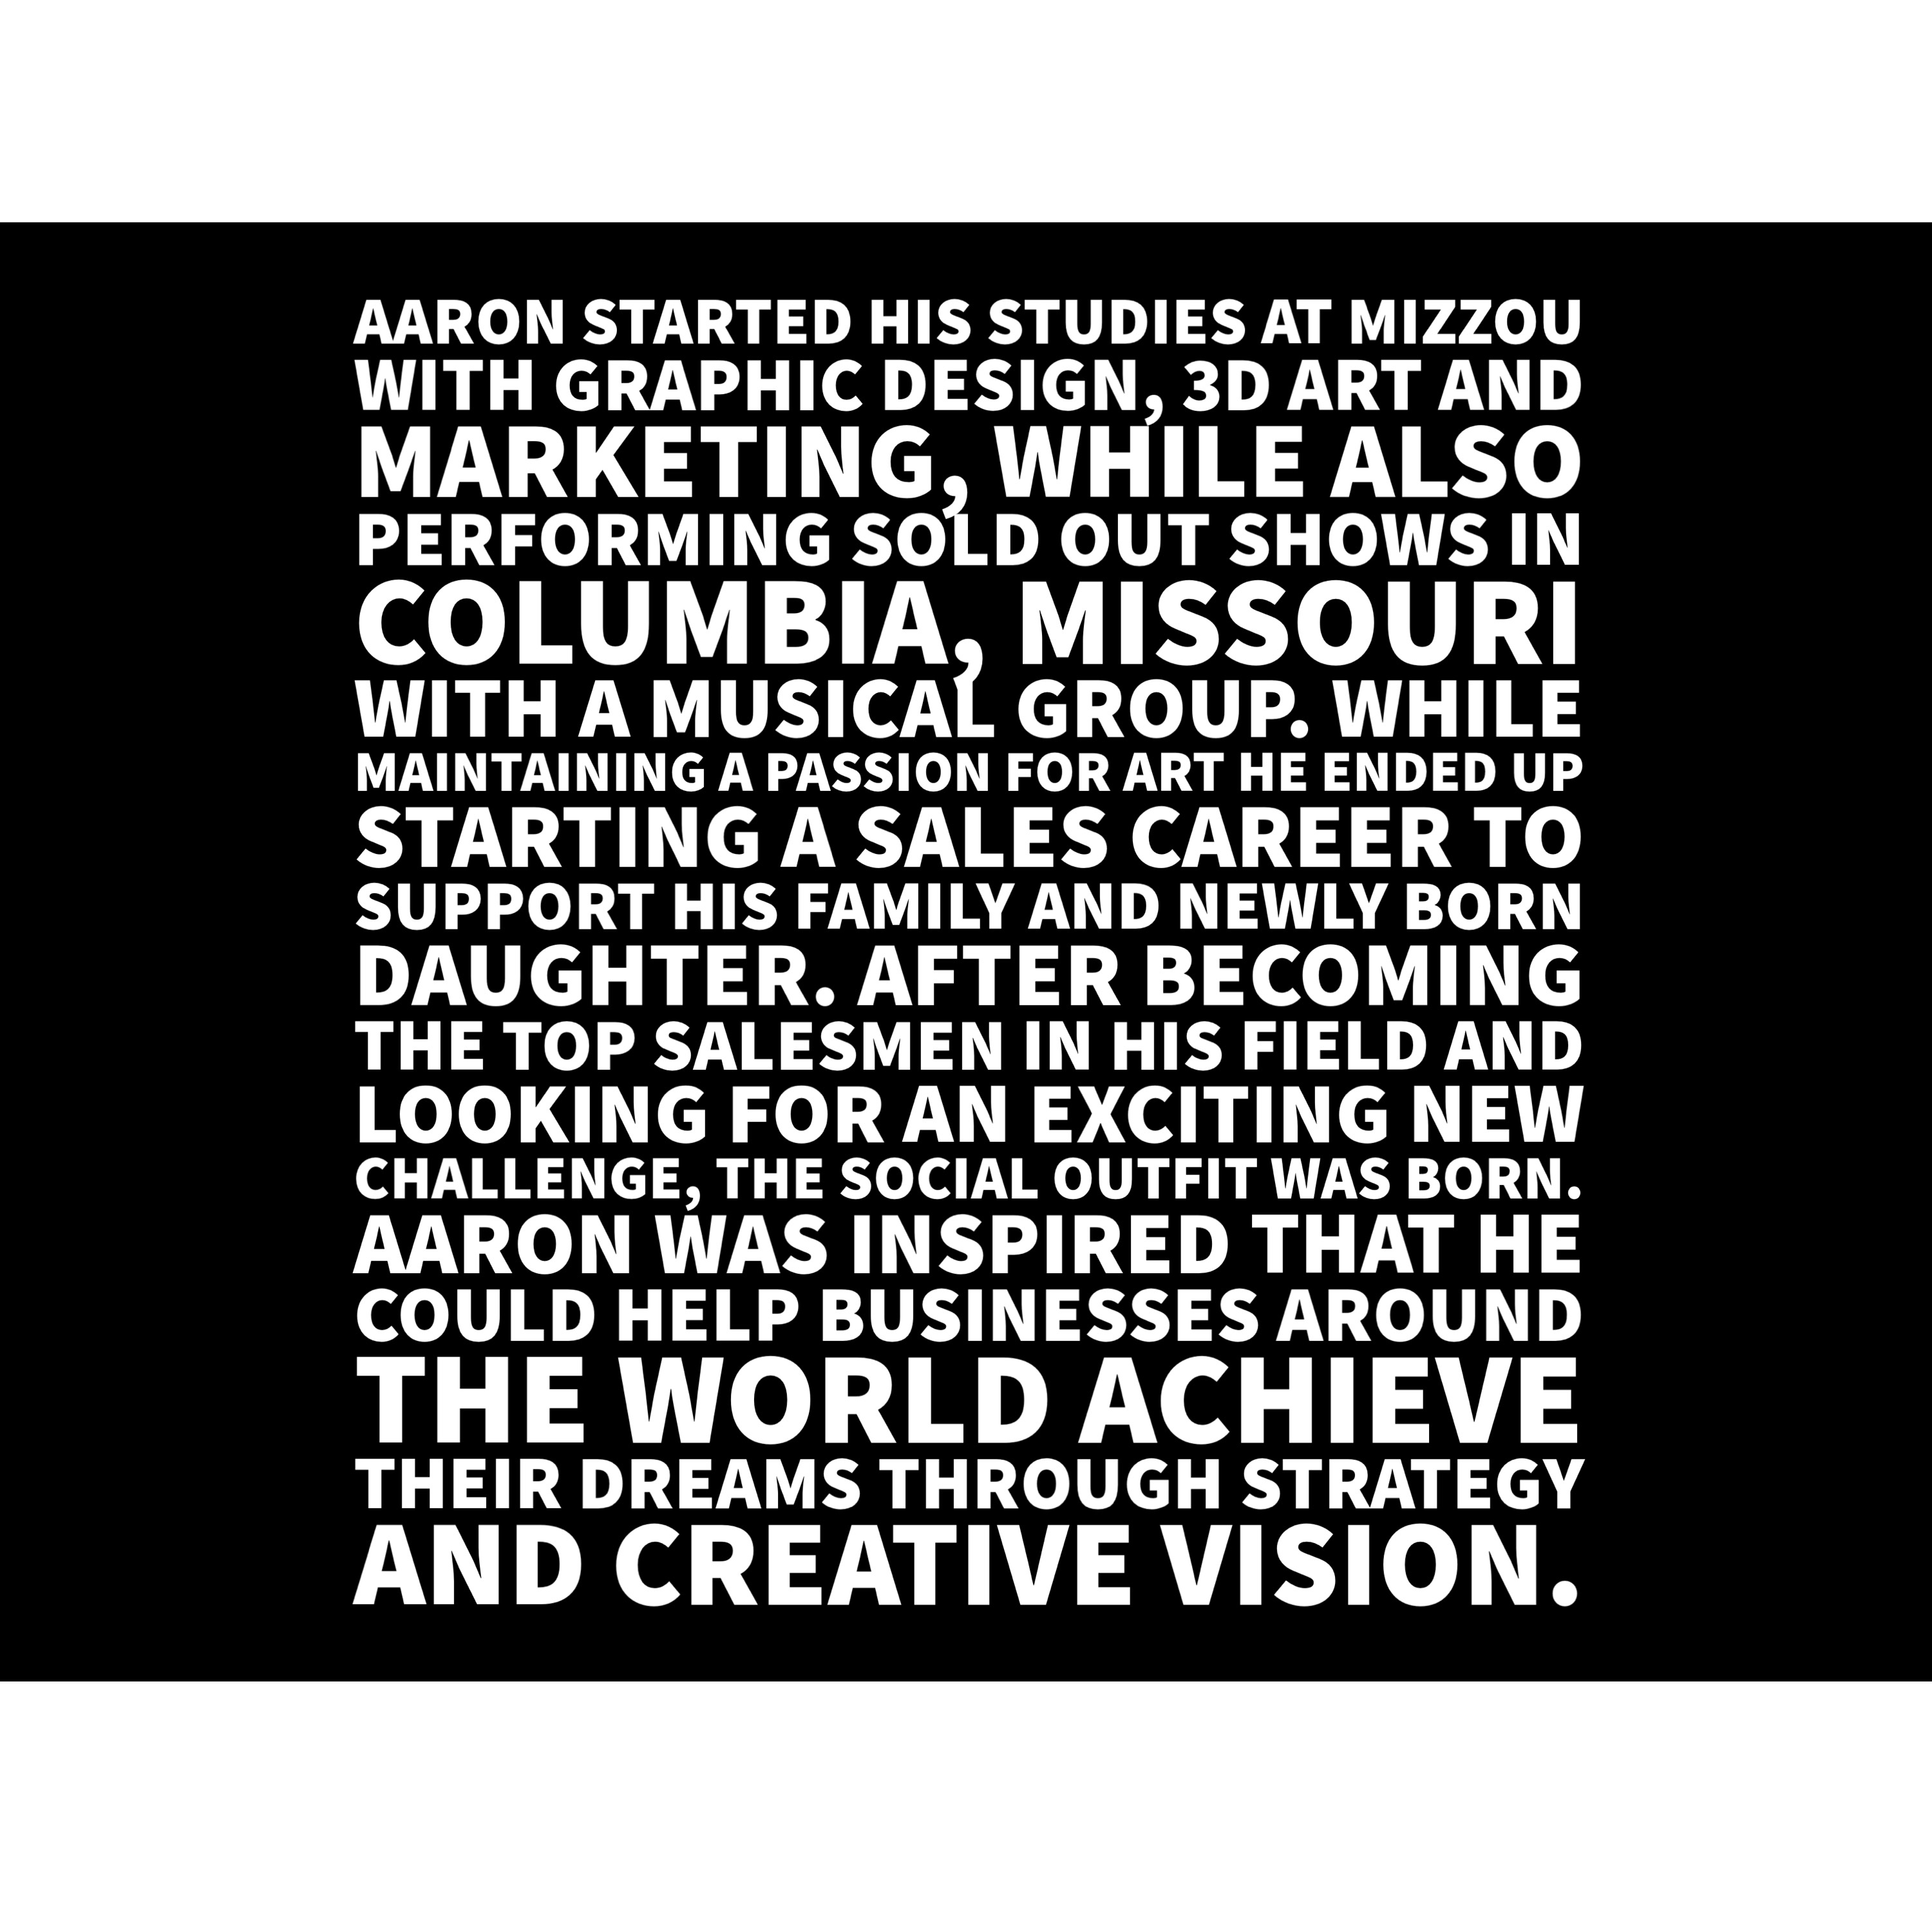 AARON STARTED HIS STUDIES AT MIZZOU
WITH GRAPHIC DESIGN, 3D ART AND
MARKETING, WHILE ALSO
PERFORMING SOLD OUT SHOWS IN
COLUMBIA, MISSOURI
WITH A MUSICAL GROUP. WHILE
MAINTAINING A PASSION FOR ART HE ENDED UP
STARTING A SALES CAREER TO
SUPPORT HIS FAMILY AND NEWLY BORN
DAUGHTER. AFTER BECOMING
THE TOP SALESMEN IN HIS FIELD AND
LOOKING FOR AN EXCITING NEW
CHALLENGE, THE SOCIAL OUTFIT WAS BORN.
AARON WAS INSPIRED THAT HE
COULD HELP BUSINESSES AROUND
THE WORLD ACHIEVE
THEIR DREAMS THROUGH STRATEGY
AND CREATIVE VISION.